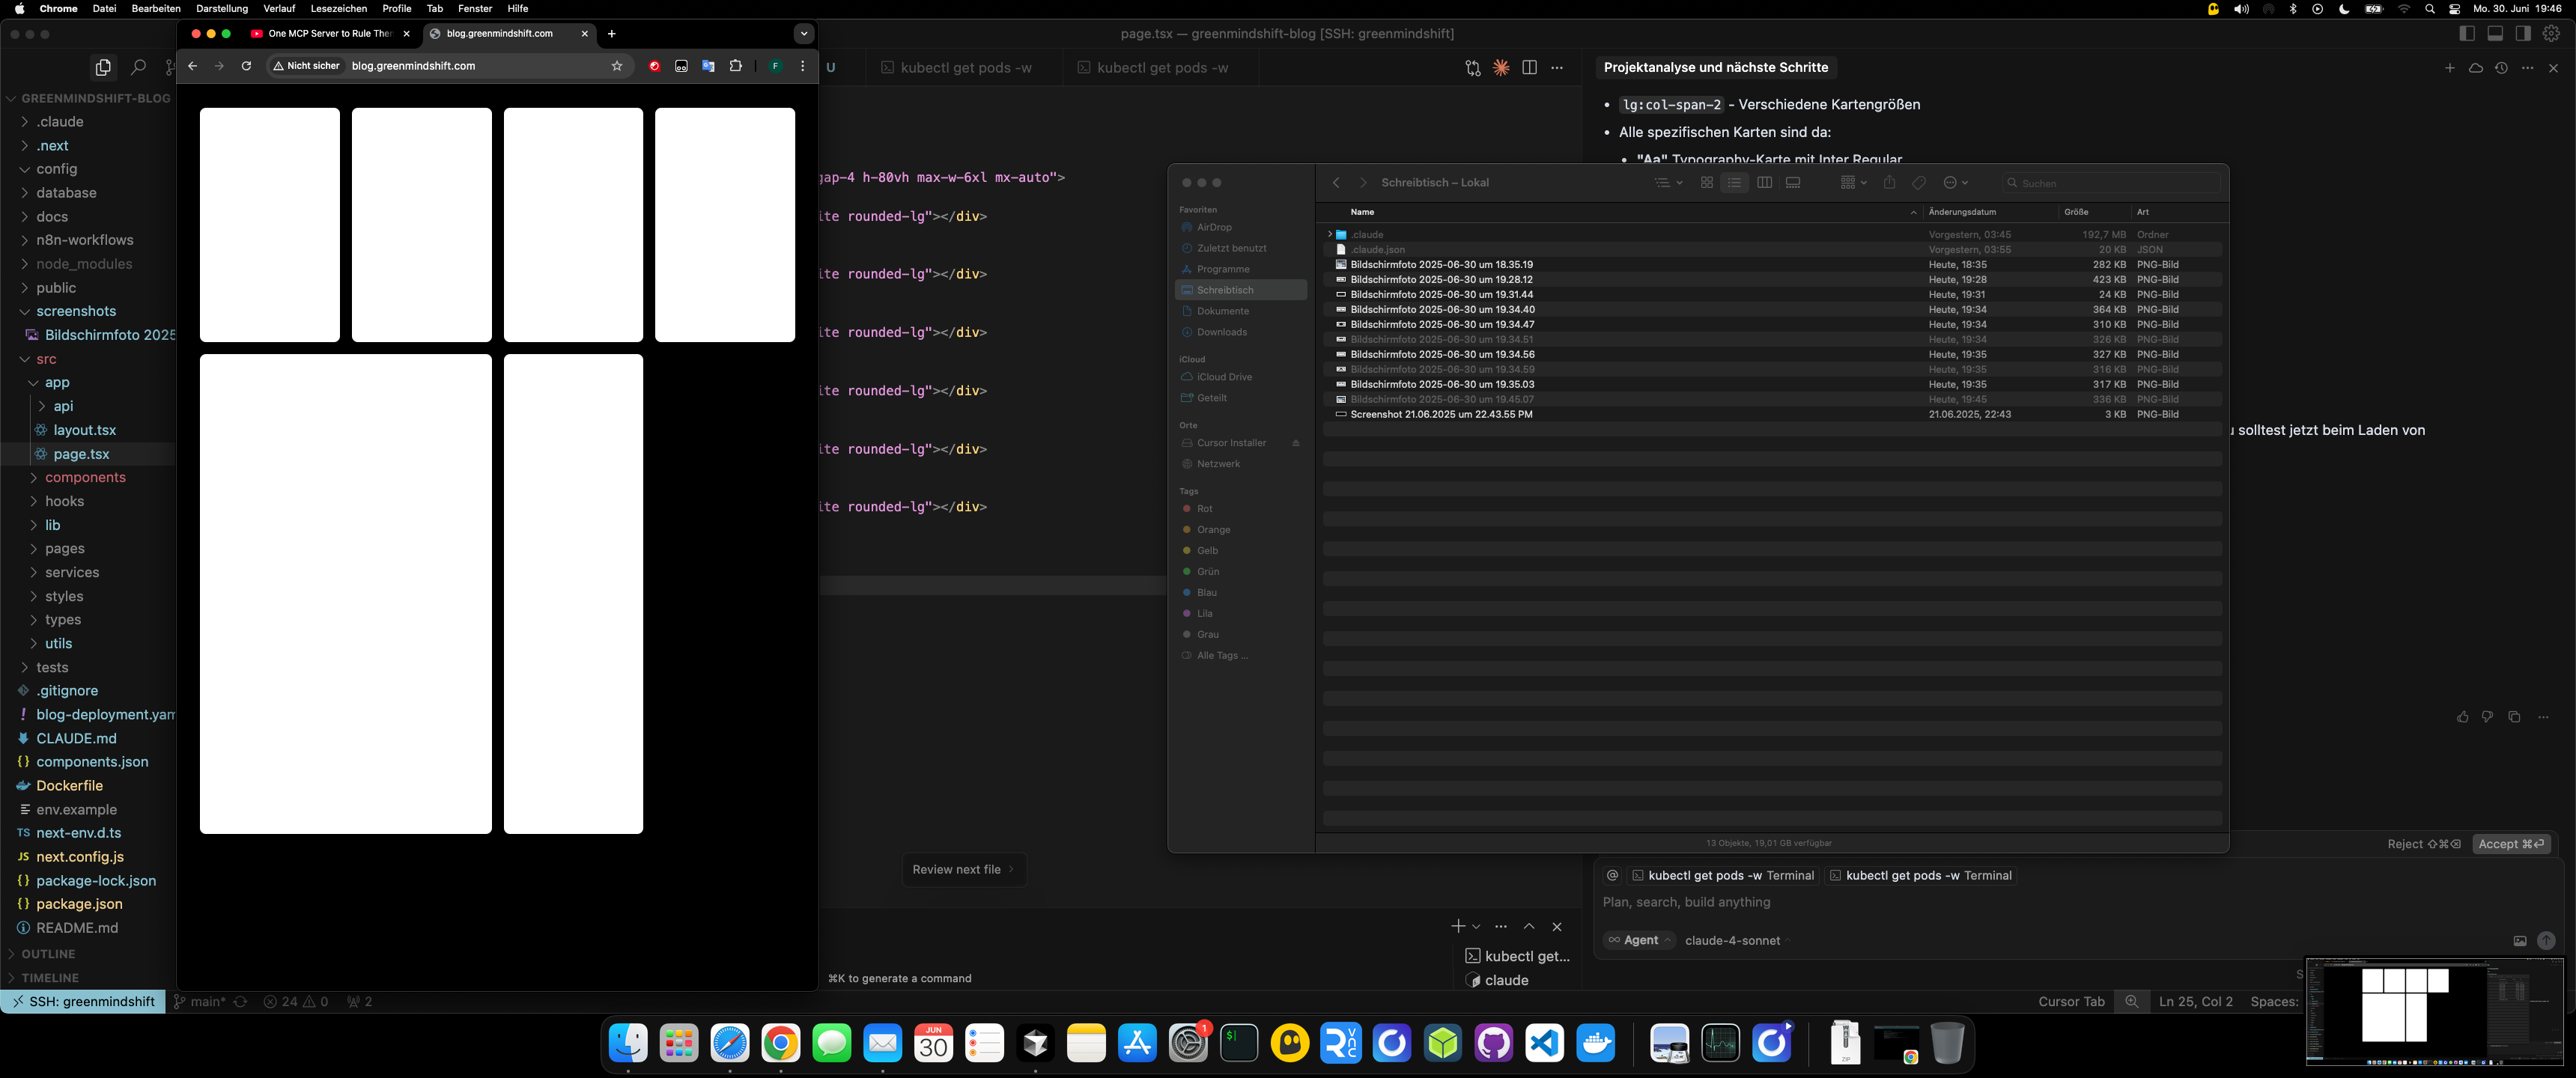 Chrome Datei Bearbeiten Darstellung Verlauf Lesezeichen Profile Tab Fenster Hilfe
Mo. 30. Juni 19:46
One MCP Server to Rule Ther
blog.greenmindshift.com
page.tsx — greenmindshift-blog [SSH: greenmindshift]
Nicht sicher blog.greenmindshift.com
F
U
kubectl get pods -w
kubectl get pods -w
Projektanalyse und nächste Schritte
GREENMINDSHIFT-BLOG
.claude
.next
config
database
docs
n8n-workflows
node_modules
public
screenshots
Bildschirmfoto 2025
src
app
api
layout.tsx
page.tsx
components
hooks
lib
pages
services
styles
types
utils
tests
.gitignore
blog-deployment.yam
CLAUDE.md
components.json
Dockerfile
env.example
TS next-env.d.ts
JS next.config.js
package-lock.json
package.json
README.md
OUTLINE
TIMELINE
gap-4 h-80vh max-w-6xl mx-auto">
ite rounded-lg"></div>
ite rounded-lg"></div>
ite rounded-lg"></div>
ite rounded-lg"></div>
ite rounded-lg"></div>
ite rounded-lg"></div>
Review next file
⌘K to generate a command
kubectl get...
claude
• lg:col-span-2 - Verschiedene Kartengrößen
• Alle spezifischen Karten sind da:
• "Aa" Typography-Karte mit Inter Regular
u solltest jetzt beim Laden von
Schreibtisch – Lokal
Suchen
Favoriten
AirDrop
Zuletzt benutzt
Programme
Schreibtisch
Dokumente
Downloads
iCloud
iCloud Drive
Geteilt
Orte
Cursor Installer
Netzwerk
Tags
Rot
Orange
Gelb
Grün
Blau
Lila
Grau
Alle Tags ...
Name Änderungsdatum Größe Art
.claude Vorgestern, 03:45 192,7 MB Ordner
.claude.json Vorgestern, 03:55 20 KB JSON
Bildschirmfoto 2025-06-30 um 18.35.19 Heute, 18:35 282 KB PNG-Bild
Bildschirmfoto 2025-06-30 um 19.28.12 Heute, 19:28 423 KB PNG-Bild
Bildschirmfoto 2025-06-30 um 19.31.44 Heute, 19:31 24 KB PNG-Bild
Bildschirmfoto 2025-06-30 um 19.34.40 Heute, 19:34 364 KB PNG-Bild
Bildschirmfoto 2025-06-30 um 19.34.47 Heute, 19:34 310 KB PNG-Bild
Bildschirmfoto 2025-06-30 um 19.34.51 Heute, 19:34 326 KB PNG-Bild
Bildschirmfoto 2025-06-30 um 19.34.56 Heute, 19:35 327 KB PNG-Bild
Bildschirmfoto 2025-06-30 um 19.34.59 Heute, 19:35 316 KB PNG-Bild
Bildschirmfoto 2025-06-30 um 19.35.03 Heute, 19:35 317 KB PNG-Bild
Bildschirmfoto 2025-06-30 um 19.45.07 Heute, 19:45 336 KB PNG-Bild
Screenshot 21.06.2025 um 22.43.55 PM 21.06.2025, 22:43 3 KB PNG-Bild
13 Objekte, 19,01 GB verfügbar
Reject ⇧⌘⌫ Accept ⌘⏎
@ kubectl get pods -w Terminal kubectl get pods -w Terminal
Plan, search, build anything
∞ Agent claude-4-sonnet
SSH: greenmindshift main* 24 0 2
Cursor Tab Ln 25, Col 2 Spaces:
JUN
30
1
ZIP